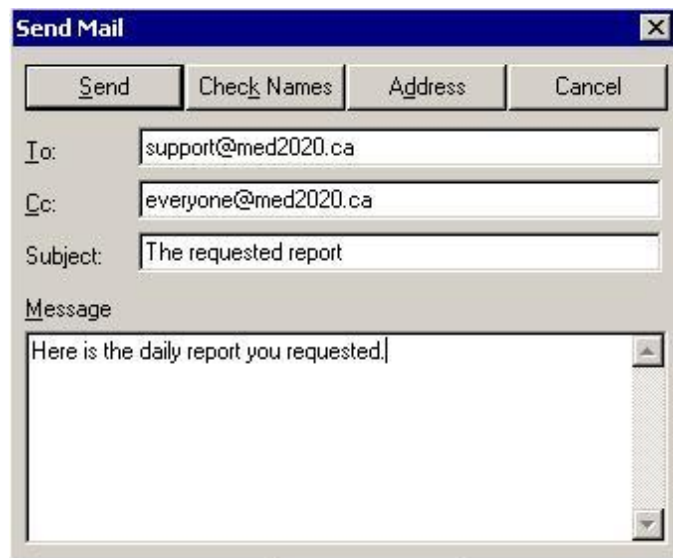 Send Mail
Send Check Names Address Cancel
To: support@med2020.ca
Cc: everyone@med2020.ca
Subject: The requested report
Message
Here is the daily report you requested.